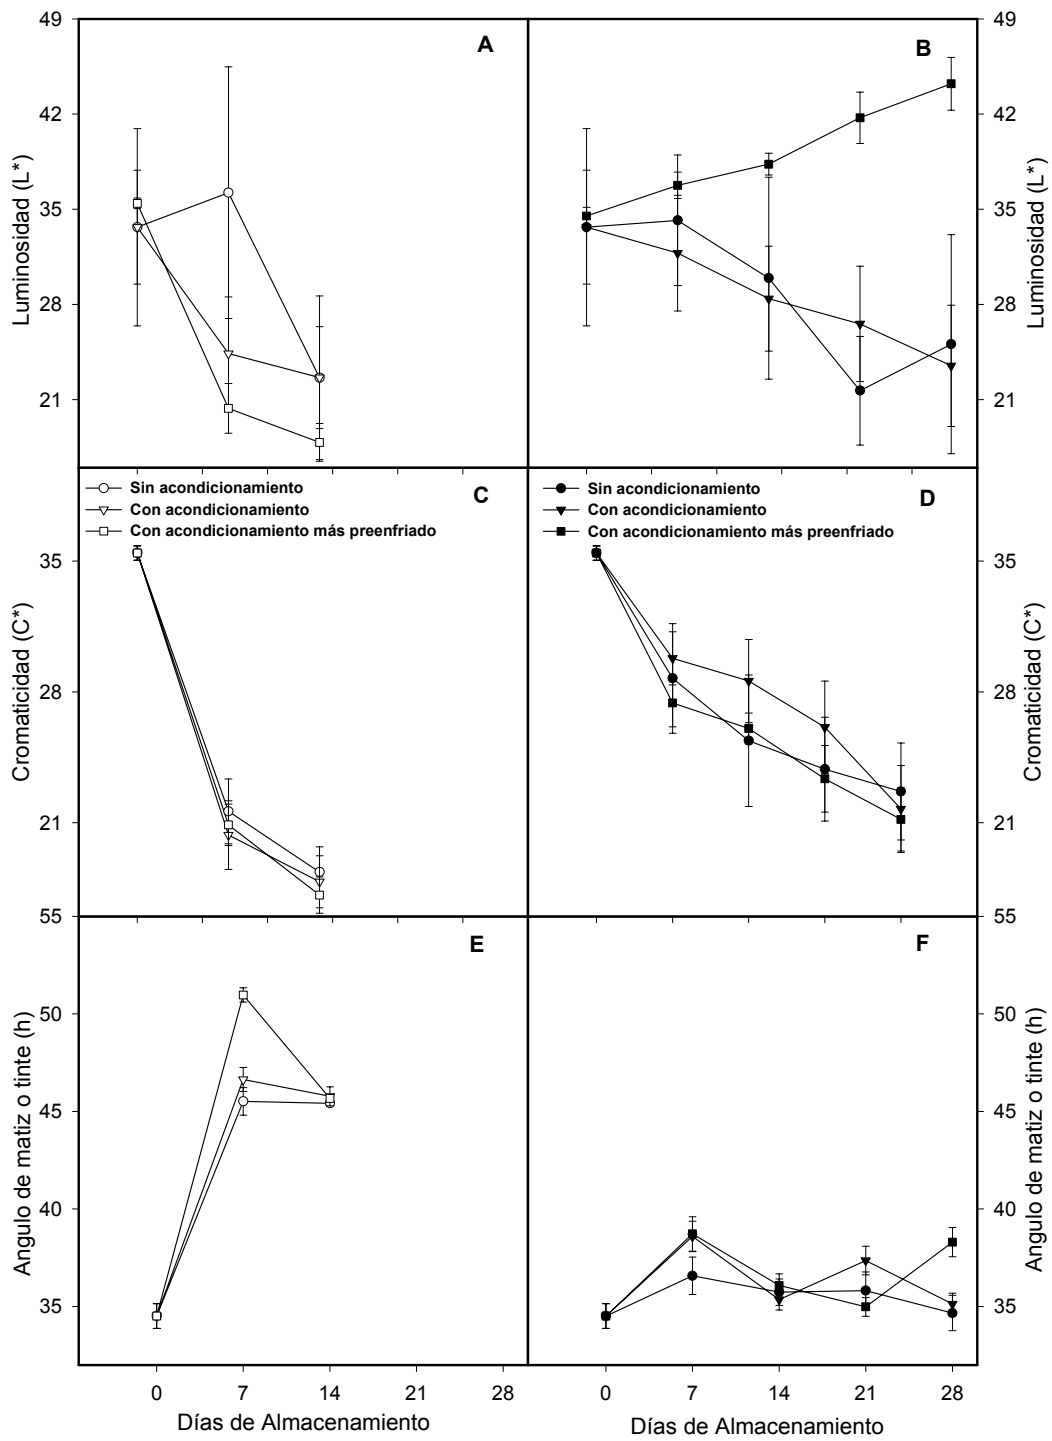 49
42
35
28
21
Luminosidad (L*)
A
B
49
42
35
28
21
Luminosidad (L*)
35
28
21
55
Cromaticidad (C*)
Sin acondicionamiento
Con acondicionamiento
Con acondicionamiento más preenfriado
C
Sin acondicionamiento
Con acondicionamiento
Con acondicionamiento más preenfriado
D
35
28
21
55
Cromaticidad (C*)
50
45
40
35
Angulo de matiz o tinte (h)
E
F
50
45
40
35
Angulo de matiz o tinte (h)
0 7 14 21 28
Días de Almacenamiento
0 7 14 21 28
Días de Almacenamiento